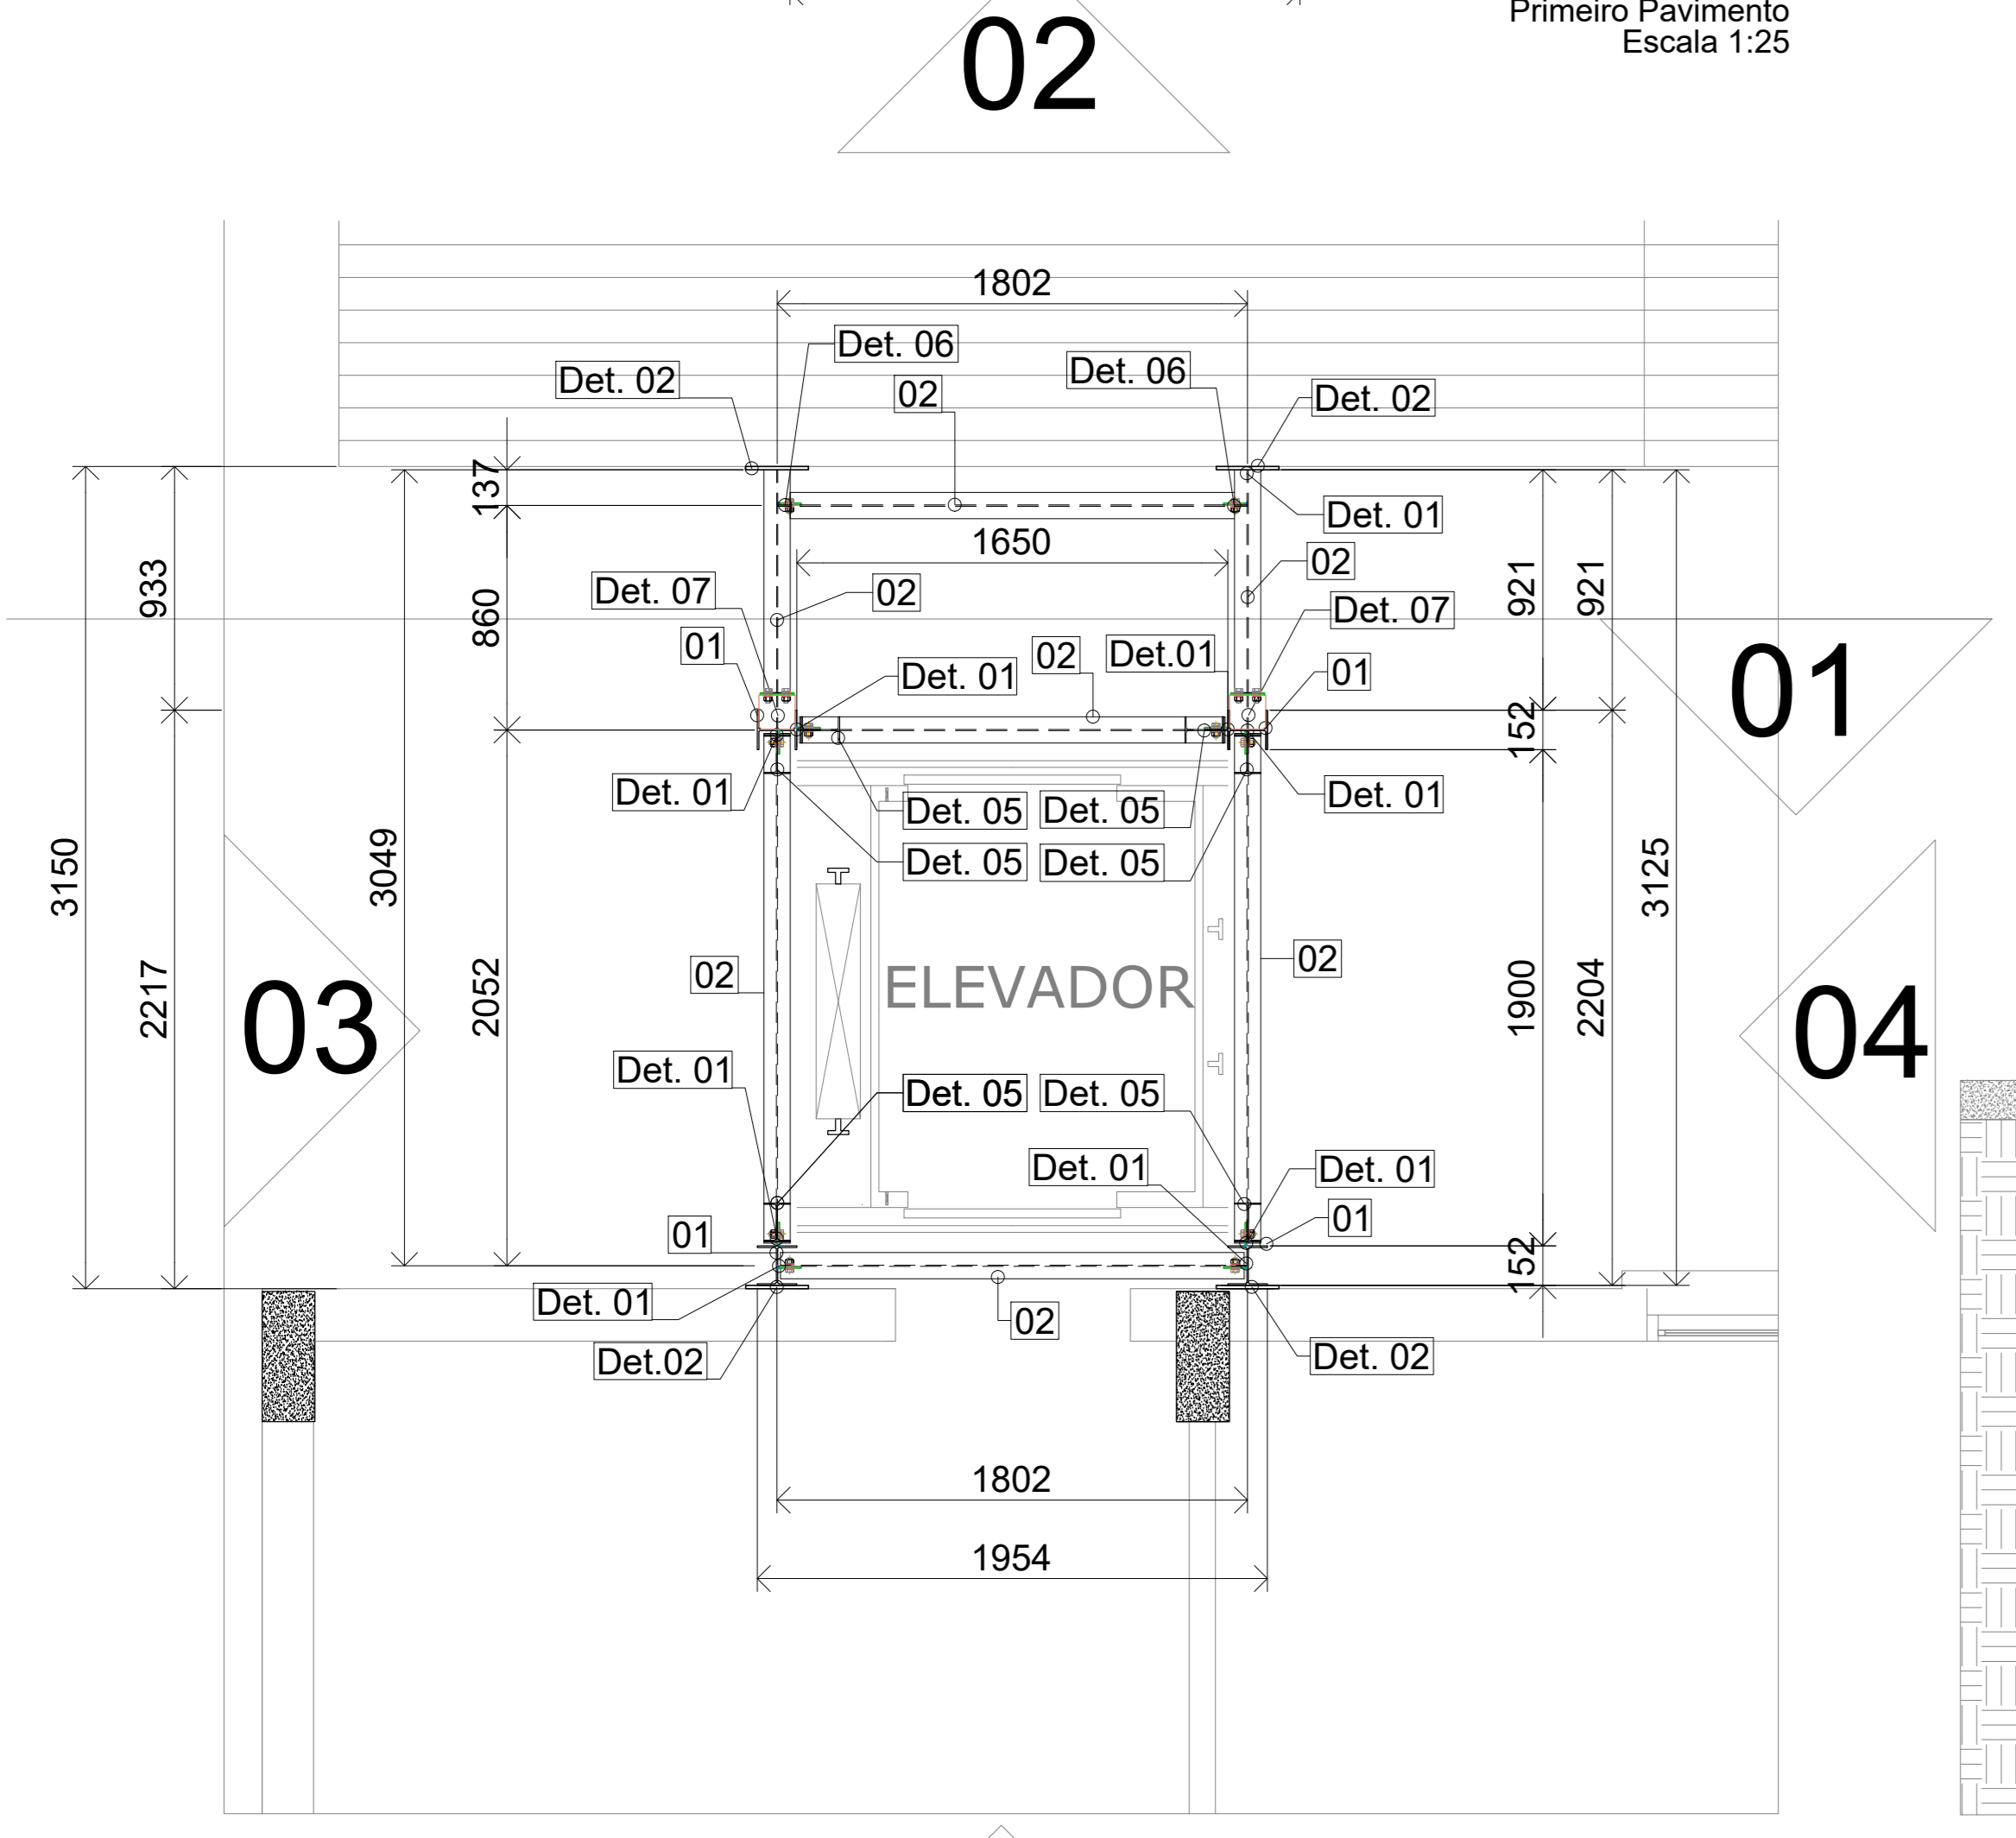 Primeiro Pavimento
Escala 1:25
02
1802
Det. 06
Det. 06
Det. 02
02
Det. 02
137
Det. 01
1650
02
933
Det. 07
02
860
921
921
Det. 07
01
Det. 01
02
Det.01
01
01
152
Det. 01
Det. 05
Det. 05
Det. 01
Det. 05
Det. 05
3150
3049
3125
2217
03
2052
02
ELEVADOR
02
1900
2204
04
Det. 01
Det. 05
Det. 05
Det. 01
Det. 01
01
01
152
Det. 01
02
Det.02
Det. 02
1802
1954